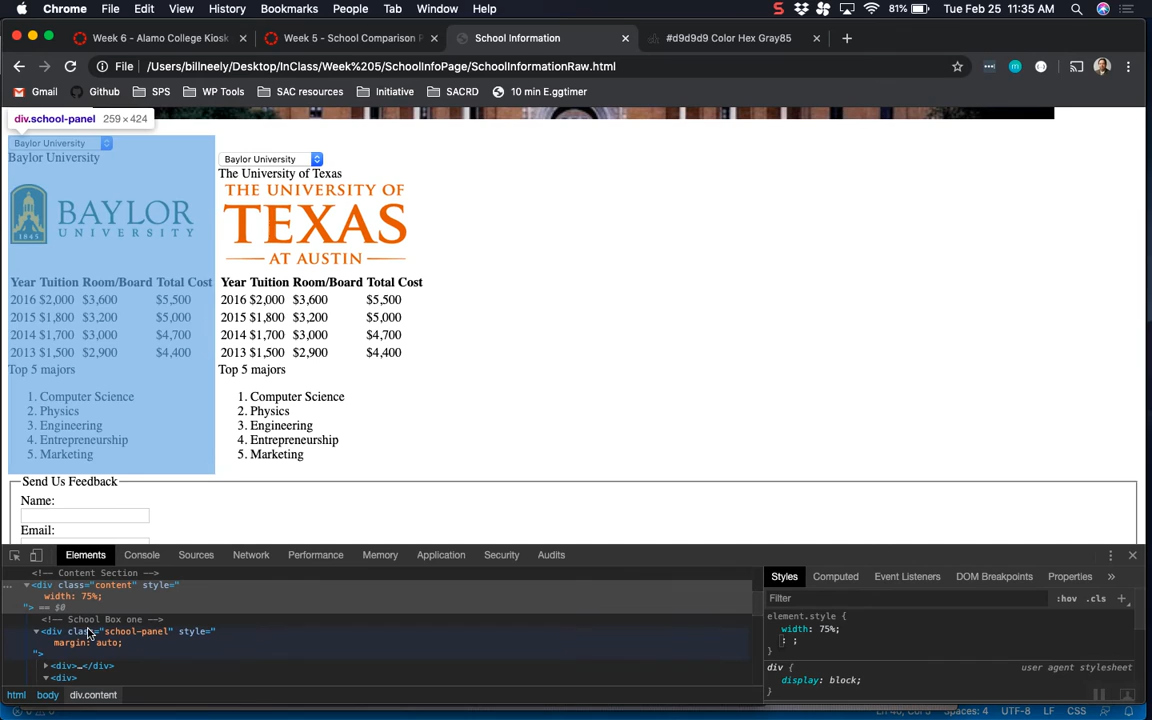 Chrome File Edit View History Bookmarks People Tab Window Help 81% Tue Feb 25 11:35 AM
Week 6 - Alamo College Kiosk Week 5 - School Comparison P School Information #d9d9d9 Color Hex Gray85
File /Users/billneely/Desktop/InClass/Week%205/SchoolInfoPage/SchoolInformationRaw.html
Gmail Github SPS WP Tools SAC resources Initiative SACRD 10 min E.ggtimer
div.school-panel 259 × 424
Baylor University
Baylor University
BAYLOR
UNIVERSITY
1845
Year Tuition Room/Board Total Cost
2016 $2,000 $3,600 $5,500
2015 $1,800 $3,200 $5,000
2014 $1,700 $3,000 $4,700
2013 $1,500 $2,900 $4,400
Top 5 majors
1. Computer Science
2. Physics
3. Engineering
4. Entrepreneurship
5. Marketing
Baylor University
The University of Texas
THE UNIVERSITY OF
TEXAS
AT AUSTIN
Year Tuition Room/Board Total Cost
2016 $2,000 $3,600 $5,500
2015 $1,800 $3,200 $5,000
2014 $1,700 $3,000 $4,700
2013 $1,500 $2,900 $4,400
Top 5 majors
1. Computer Science
2. Physics
3. Engineering
4. Entrepreneurship
5. Marketing
Send Us Feedback
Name:
Email:
Elements Console Sources Network Performance Memory Application Security Audits
<!-- Content Section -->
<div class="content" style="
width: 75%;
"> == $0
<!-- School Box one -->
<div class="school-panel" style="
margin: auto;
">
<div>…</div>
<div>
html body div.content
Styles Computed Event Listeners DOM Breakpoints Properties »
Filter :hov .cls +
element.style {
width: 75%;
: ;
}
div { user agent stylesheet
display: block;
}
Spaces: 4 UTF-8 LF CSS